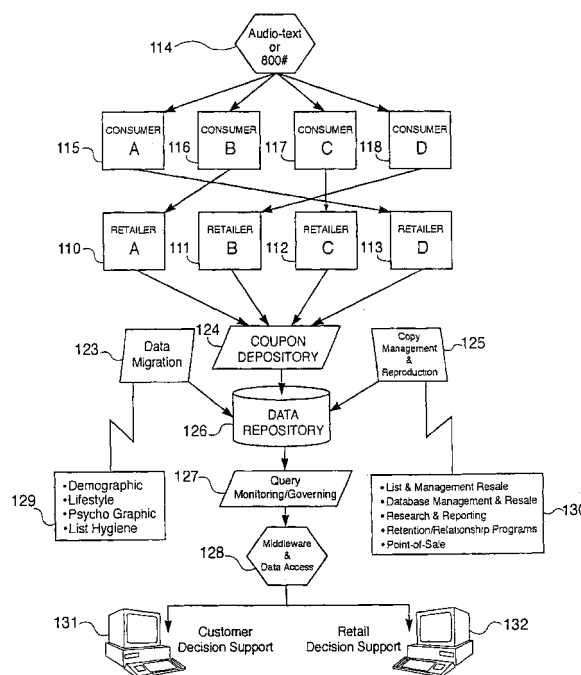 114
Audio-text
or
800#
CONSUMER
A
CONSUMER
B
CONSUMER
C
CONSUMER
D
115
116
117
118
RETAILER
A
RETAILER
B
RETAILER
C
RETAILER
D
110
111
112
113
123
Data
Migration
124
COUPON
DEPOSITORY
Copy
Management
&
Reproduction
125
126
DATA
REPOSITORY
127
Query
Monitoring/Governing
129
•Demographic
•Lifestyle
•Psycho Graphic
•List Hygiene
• List & Management Resale
• Database Management & Resale
• Research & Reporting
• Retention/Relationship Programs
• Point-of-Sale
130
128
Middleware
&
Data Access
131
Customer
Decision Support
Retail
Decision Support
132